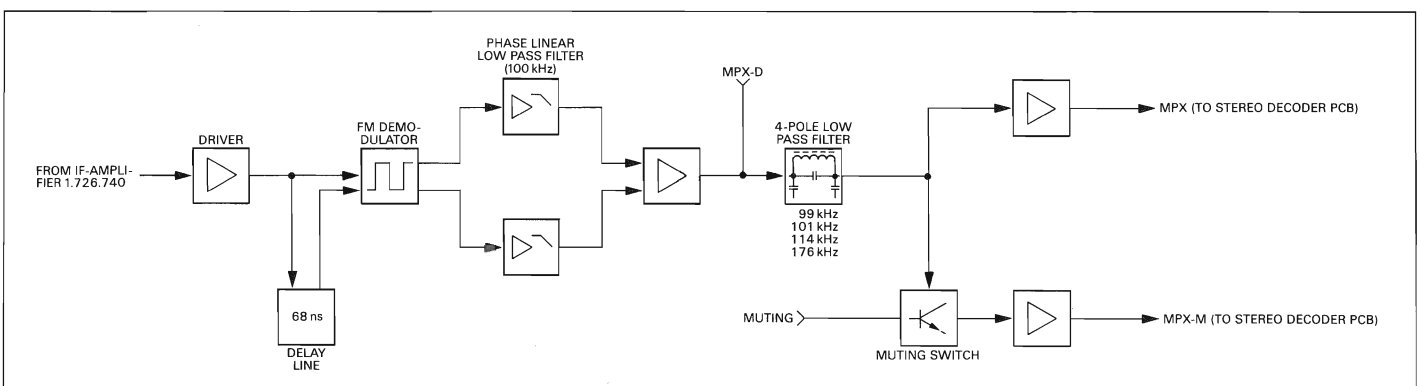 PHASE LINEAR
LOW PASS FILTER
(100 kHz)
MPX-D
4-POLE LOW
PASS FILTER
MPX (TO STEREO DECODER PCB)
FM DEMO-
DULATOR
DRIVER
FROM IF-AMPLI-
FIER 1.726.740
99 kHz
101 kHz
114 kHz
176 kHz
68 ns
DELAY
LINE
MUTING
MUTING SWITCH
MPX-M (TO STEREO DECODER PCB)